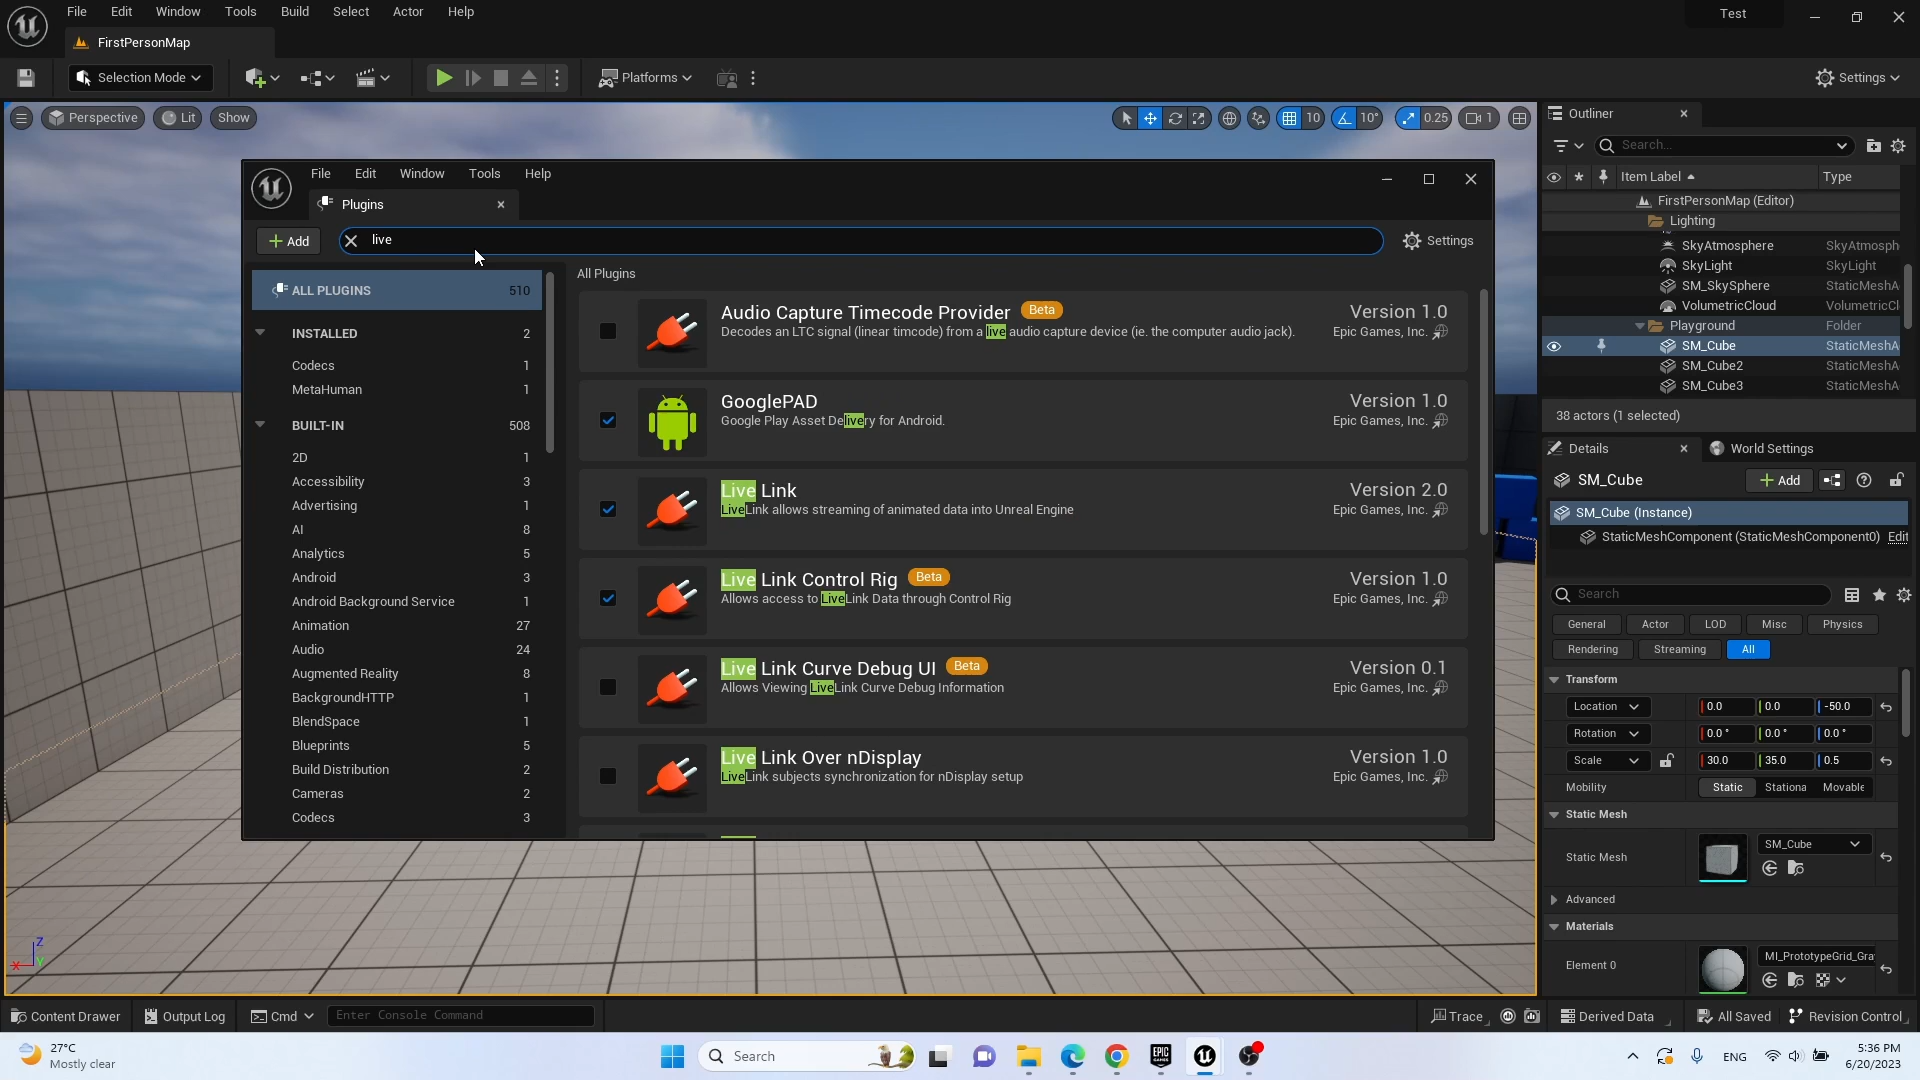 File Edit Window Tools Build Select Actor Help
Test
FirstPersonMap
Selection Mode
Platforms
Settings
Perspective
Lit
Show
10
10°
0.25
1
File Edit Window Tools Help
Plugins
Add
live
Settings
ALL PLUGINS 510
INSTALLED 2
Codecs 1
MetaHuman 1
BUILT-IN 508
2D 1
Accessibility 3
Advertising 1
AI 8
Analytics 5
Android 3
Android Background Service 1
Animation 27
Audio 24
Augmented Reality 8
BackgroundHTTP 1
BlendSpace 1
Blueprints 5
Build Distribution 2
Cameras 2
Codecs 3
All Plugins
Audio Capture Timecode Provider Beta Version 1.0
Decodes an LTC signal (linear timcode) from a live audio capture device (ie. the computer audio jack). Epic Games, Inc.
GooglePAD Version 1.0
Google Play Asset Delivery for Android. Epic Games, Inc.
Live Link Version 2.0
LiveLink allows streaming of animated data into Unreal Engine Epic Games, Inc.
Live Link Control Rig Beta Version 1.0
Allows access to LiveLink Data through Control Rig Epic Games, Inc.
Live Link Curve Debug UI Beta Version 0.1
Allows Viewing LiveLink Curve Debug Information Epic Games, Inc.
Live Link Over nDisplay Version 1.0
LiveLink subjects synchronization for nDisplay setup Epic Games, Inc.
Outliner
Search...
Item Label Type
FirstPersonMap (Editor)
Lighting
SkyAtmosphere SkyAtmosph
SkyLight SkyLight
SM_SkySphere StaticMeshA
VolumetricCloud VolumetricCl
Playground Folder
SM_Cube StaticMeshA
SM_Cube2 StaticMeshA
SM_Cube3 StaticMeshA
38 actors (1 selected)
Details
World Settings
SM_Cube
Add
SM_Cube (Instance)
StaticMeshComponent (StaticMeshComponent0) Edit
Search
General Actor LOD Misc Physics
Rendering Streaming All
Transform
Location 0.0 0.0 -50.0
Rotation 0.0 ° 0.0 ° 0.0 °
Scale 30.0 35.0 0.5
Mobility Static Stationa Movable
Static Mesh
Static Mesh SM_Cube
Advanced
Materials
Element 0 MI_PrototypeGrid_Gra
Z
X
Y
Content Drawer
Output Log
Cmd
Enter Console Command
Trace
Derived Data
All Saved
Revision Control
27°C
Mostly clear
Search
EPIC
GAMES
ENG
5:36 PM
6/20/2023